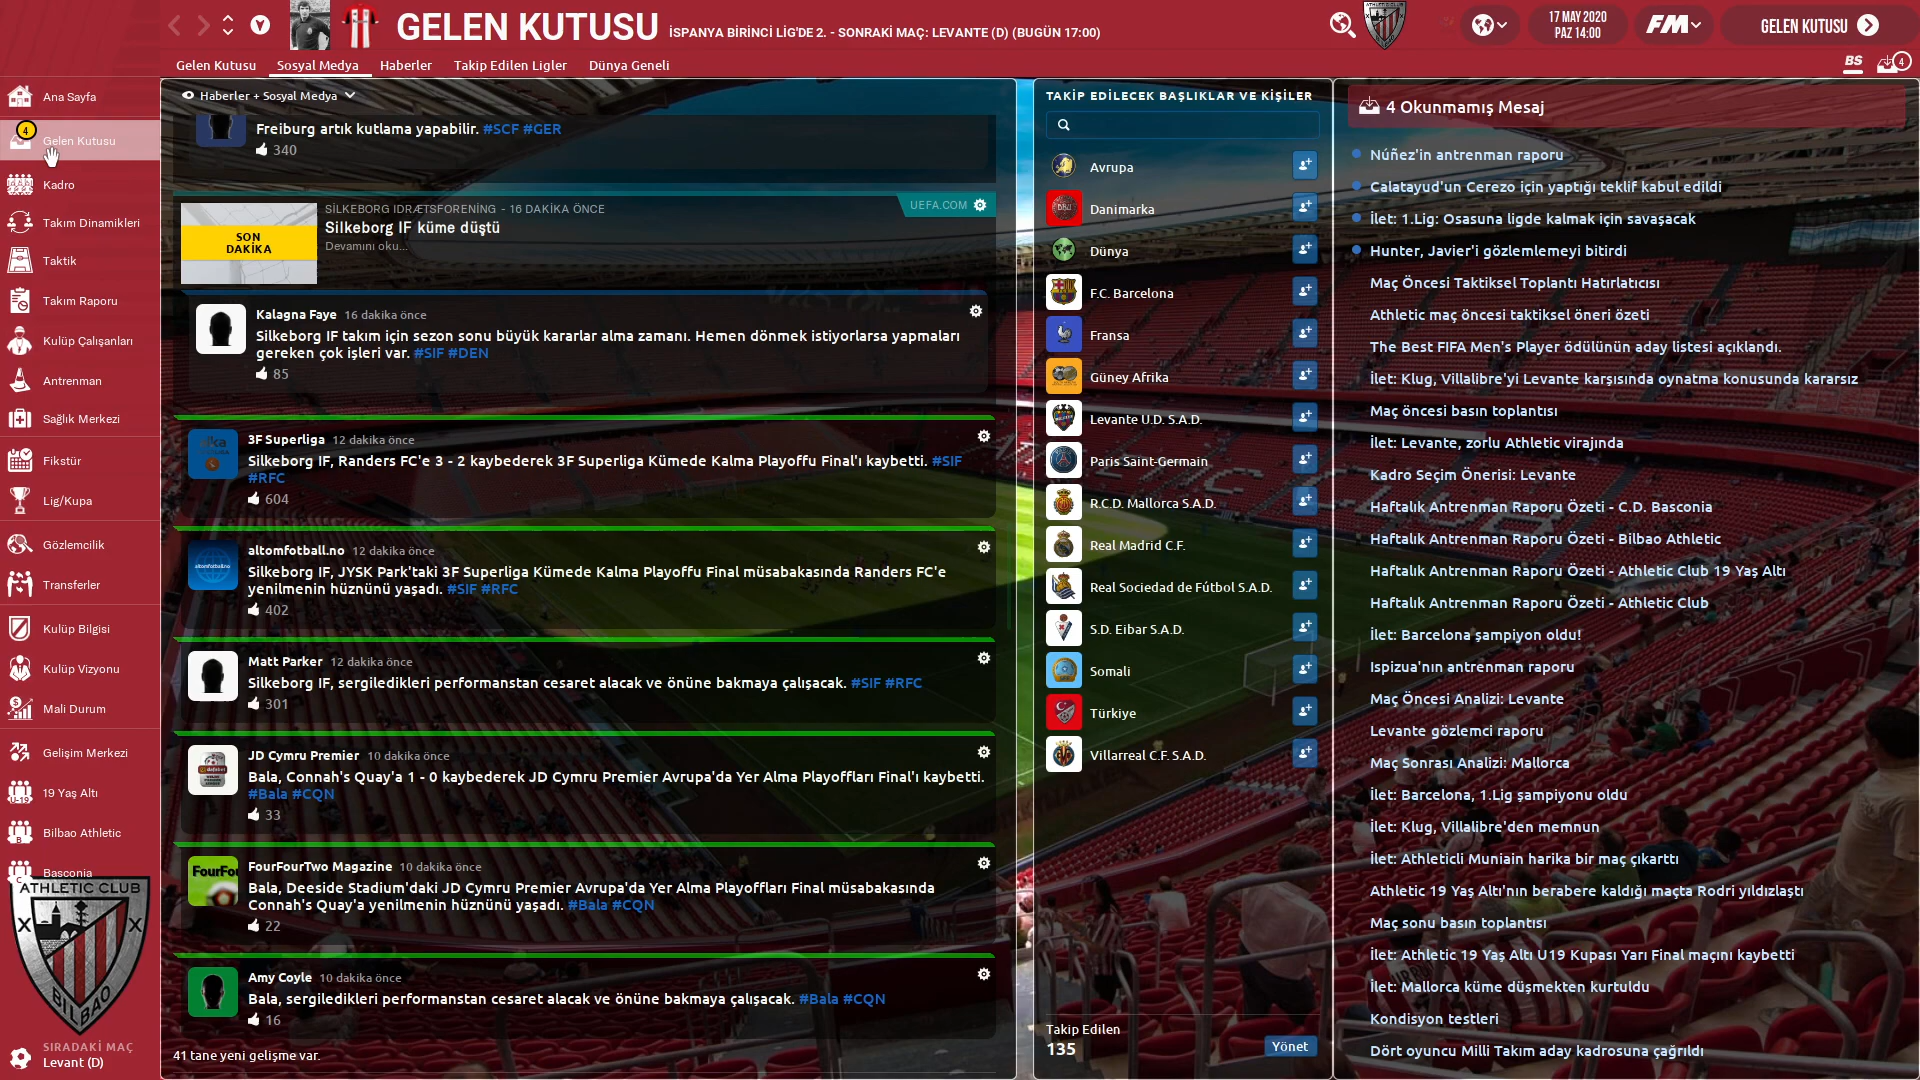 GELEN KUTUSU
İSPANYA BİRİNCİ LİG'DE 2. - SONRAKİ MAÇ: LEVANTE (D) (BUGÜN 17:00)
17 MAY 2020
PAZ 14:00
FM
GELEN KUTUSU
Gelen Kutusu
Sosyal Medya
Haberler
Takip Edilen Ligler
Dünya Geneli
BS
4
Ana Sayfa
4
Gelen Kutusu
Kadro
Takım Dinamikleri
Taktik
Takım Raporu
Kulüp Çalışanları
Antrenman
Sağlık Merkezi
Fikstür
Lig/Kupa
Gözlemcilik
Transferler
Kulüp Bilgisi
Kulüp Vizyonu
Mali Durum
Gelişim Merkezi
19 Yaş Altı
Bilbao Athletic
Basconia
ATHLETIC CLUB
BILBAO
SIRADAKİ MAÇ
Levant (D)
Haberler + Sosyal Medya
Freiburg artık kutlama yapabilir. #SCF #GER
340
SON
DAKİKA
SİLKEBORG IDRÆTSFORENİNG - 16 DAKİKA ÖNCE
UEFA.COM
Silkeborg IF küme düştü
Devamını oku...
Kalagna Faye 16 dakika önce
Silkeborg IF takım için sezon sonu büyük kararlar alma zamanı. Hemen dönmek istiyorlarsa yapmaları
gereken çok işleri var. #SIF #DEN
85
3F Superliga 12 dakika önce
Silkeborg IF, Randers FC'e 3 - 2 kaybederek 3F Superliga Kümede Kalma Playoffu Final'ı kaybetti. #SIF
#RFC
604
altomfotball.no 12 dakika önce
Silkeborg IF, JYSK Park'taki 3F Superliga Kümede Kalma Playoffu Final müsabakasında Randers FC'e
yenilmenin hüznünü yaşadı. #SIF #RFC
402
Matt Parker 12 dakika önce
Silkeborg IF, sergiledikleri performanstan cesaret alacak ve önüne bakmaya çalışacak. #SIF #RFC
301
JD Cymru Premier 10 dakika önce
Bala, Connah's Quay'a 1 - 0 kaybederek JD Cymru Premier Avrupa'da Yer Alma Playoffları Final'ı kaybetti.
#Bala #CQN
33
FourFourTwo Magazine 10 dakika önce
Bala, Deeside Stadium'daki JD Cymru Premier Avrupa'da Yer Alma Playoffları Final müsabakasında
Connah's Quay'a yenilmenin hüznünü yaşadı. #Bala #CQN
22
Amy Coyle 10 dakika önce
Bala, sergiledikleri performanstan cesaret alacak ve önüne bakmaya çalışacak. #Bala #CQN
16
41 tane yeni gelişme var.
TAKİP EDİLECEK BAŞLIKLAR VE KİŞİLER
Avrupa
Danimarka
Dünya
F.C. Barcelona
Fransa
Güney Afrika
Levante U.D. S.A.D.
Paris Saint-Germain
R.C.D. Mallorca S.A.D.
Real Madrid C.F.
Real Sociedad de Fútbol S.A.D.
S.D. Eibar S.A.D.
Somali
Türkiye
Villarreal C.F. S.A.D.
Takip Edilen
135
Yönet
4 Okunmamış Mesaj
Núñez'in antrenman raporu
Calatayud'un Cerezo için yaptığı teklif kabul edildi
İlet: 1.Lig: Osasuna ligde kalmak için savaşacak
Hunter, Javier'i gözlemlemeyi bitirdi
Maç Öncesi Taktiksel Toplantı Hatırlatıcısı
Athletic maç öncesi taktiksel öneri özeti
The Best FIFA Men's Player ödülünün aday listesi açıklandı.
İlet: Klug, Villalibre'yi Levante karşısında oynatma konusunda kararsız
Maç öncesi basın toplantısı
İlet: Levante, zorlu Athletic virajında
Kadro Seçim Önerisi: Levante
Haftalık Antrenman Raporu Özeti - C.D. Basconia
Haftalık Antrenman Raporu Özeti - Bilbao Athletic
Haftalık Antrenman Raporu Özeti - Athletic Club 19 Yaş Altı
Haftalık Antrenman Raporu Özeti - Athletic Club
İlet: Barcelona şampiyon oldu!
Ispizua'nın antrenman raporu
Maç Öncesi Analizi: Levante
Levante gözlemci raporu
Maç Sonrası Analizi: Mallorca
İlet: Barcelona, 1.Lig şampiyonu oldu
İlet: Klug, Villalibre'den memnun
İlet: Athleticli Muniain harika bir maç çıkarttı
Athletic 19 Yaş Altı'nın berabere kaldığı maçta Rodri yıldızlaştı
Maç sonu basın toplantısı
İlet: Athletic 19 Yaş Altı U19 Kupası Yarı Final maçını kaybetti
İlet: Mallorca küme düşmekten kurtuldu
Kondisyon testleri
Dört oyuncu Milli Takım aday kadrosuna çağrıldı